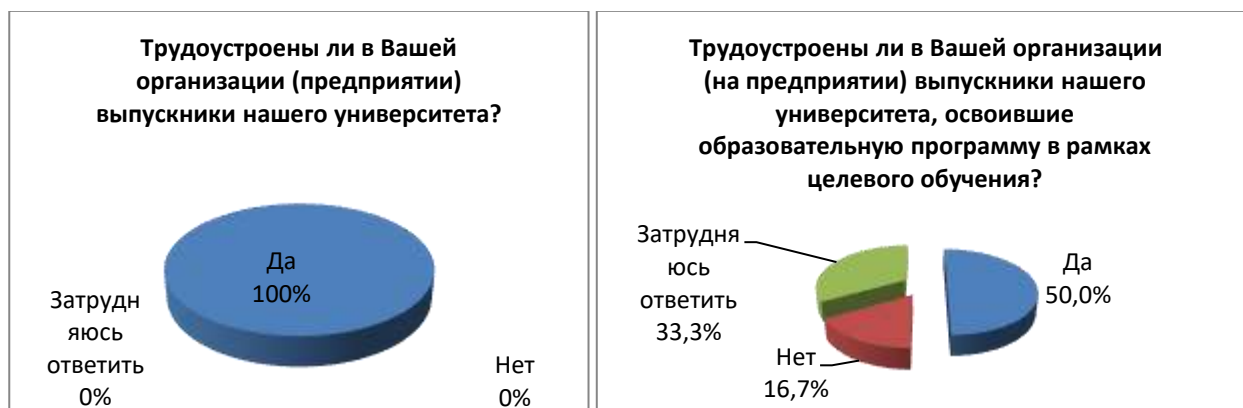 Трудоустроены ли в Вашей
организации (предприятии)
выпускники нашего университета?
Да
100%
Затрудн
яюсь
ответить
0%
Нет
0%
Трудоустроены ли в Вашей организации
(на предприятии) выпускники нашего
университета, освоившие
образовательную программу в рамках
целевого обучения?
Затрудня
юсь
ответить
33,3%
Да
50,0%
Нет
16,7%